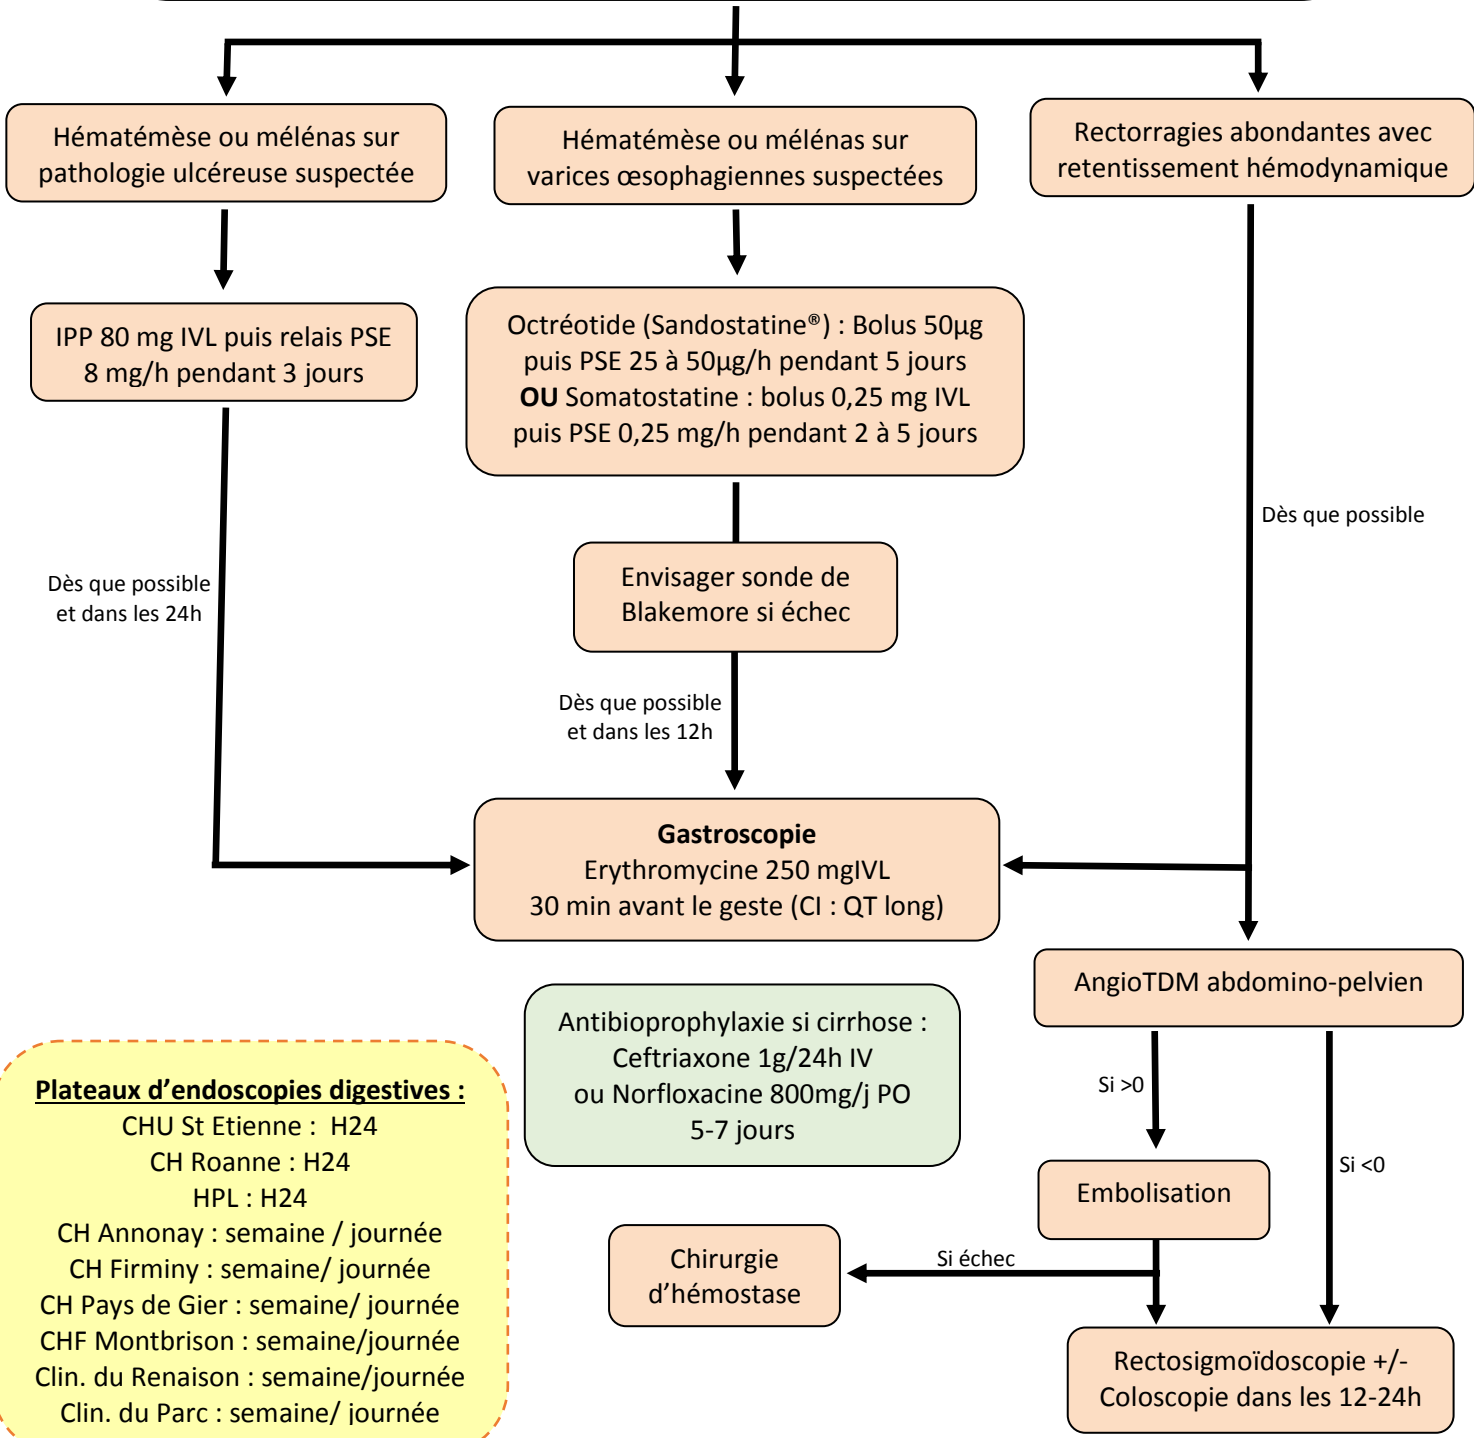 Hématémèse ou mélénas sur
pathologie ulcéreuse suspectée
Hématémèse ou mélénas sur
varices œsophagiennes suspectées
Rectorragies abondantes avec
retentissement hémodynamique
IPP 80 mg IVL puis relais PSE
8 mg/h pendant 3 jours
Octréotide (Sandostatine®) : Bolus 50µg
puis PSE 25 à 50µg/h pendant 5 jours
OU Somatostatine : bolus 0,25 mg IVL
puis PSE 0,25 mg/h pendant 2 à 5 jours
Dès que possible
Envisager sonde de
Blakemore si échec
Dès que possible
et dans les 24h
Dès que possible
et dans les 12h
Gastroscopie
Erythromycine 250 mgIVL
30 min avant le geste (CI : QT long)
AngioTDM abdomino-pelvien
Antibioprophylaxie si cirrhose :
Ceftriaxone 1g/24h IV
ou Norfloxacine 800mg/j PO
5-7 jours
Si >0
Si <0
Embolisation
Si échec
Chirurgie
d’hémostase
Rectosigmoïdoscopie +/-
Coloscopie dans les 12-24h
Plateaux d’endoscopies digestives :
CHU St Etienne : H24
CH Roanne : H24
HPL : H24
CH Annonay : semaine / journée
CH Firminy : semaine/ journée
CH Pays de Gier : semaine/ journée
CHF Montbrison : semaine/journée
Clin. du Renaison : semaine/journée
Clin. du Parc : semaine/ journée